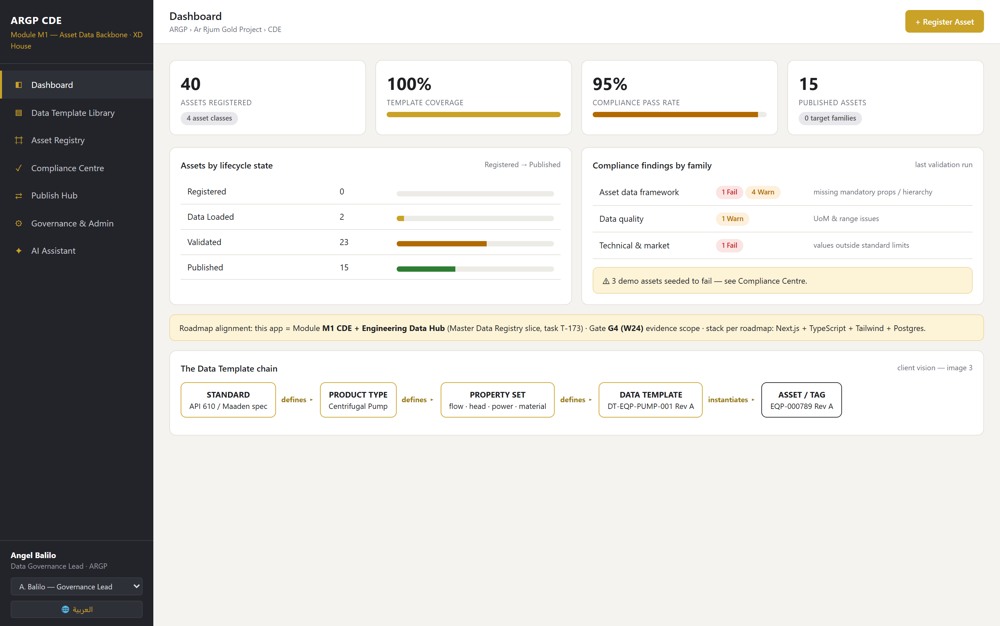 ARGP CDE
Module M1 — Asset Data Backbone · XD
House
Dashboard
Data Template Library
Asset Registry
Compliance Centre
Publish Hub
Governance & Admin
AI Assistant
Angel Balilo
Data Governance Lead · ARGP
A. Balilo — Governance Lead
العربية
Dashboard
ARGP › Ar Rjum Gold Project › CDE
+ Register Asset
40
ASSETS REGISTERED
4 asset classes
100%
TEMPLATE COVERAGE
95%
COMPLIANCE PASS RATE
15
PUBLISHED ASSETS
0 target families
Assets by lifecycle state
Registered → Published
Registered 0
Data Loaded 2
Validated 23
Published 15
Compliance findings by family
last validation run
Asset data framework 1 Fail 4 Warn missing mandatory props / hierarchy
Data quality 1 Warn UoM & range issues
Technical & market 1 Fail values outside standard limits
⚠ 3 demo assets seeded to fail — see Compliance Centre.
Roadmap alignment: this app = Module M1 CDE + Engineering Data Hub (Master Data Registry slice, task T-173) · Gate G4 (W24) evidence scope · stack per roadmap: Next.js + TypeScript + Tailwind + Postgres.
The Data Template chain
client vision — image 3
STANDARD
API 610 / Maaden spec
defines ▸
PRODUCT TYPE
Centrifugal Pump
defines ▸
PROPERTY SET
flow · head · power · material
defines ▸
DATA TEMPLATE
DT-EQP-PUMP-001 Rev A
instantiates ▸
ASSET / TAG
EQP-000789 Rev A